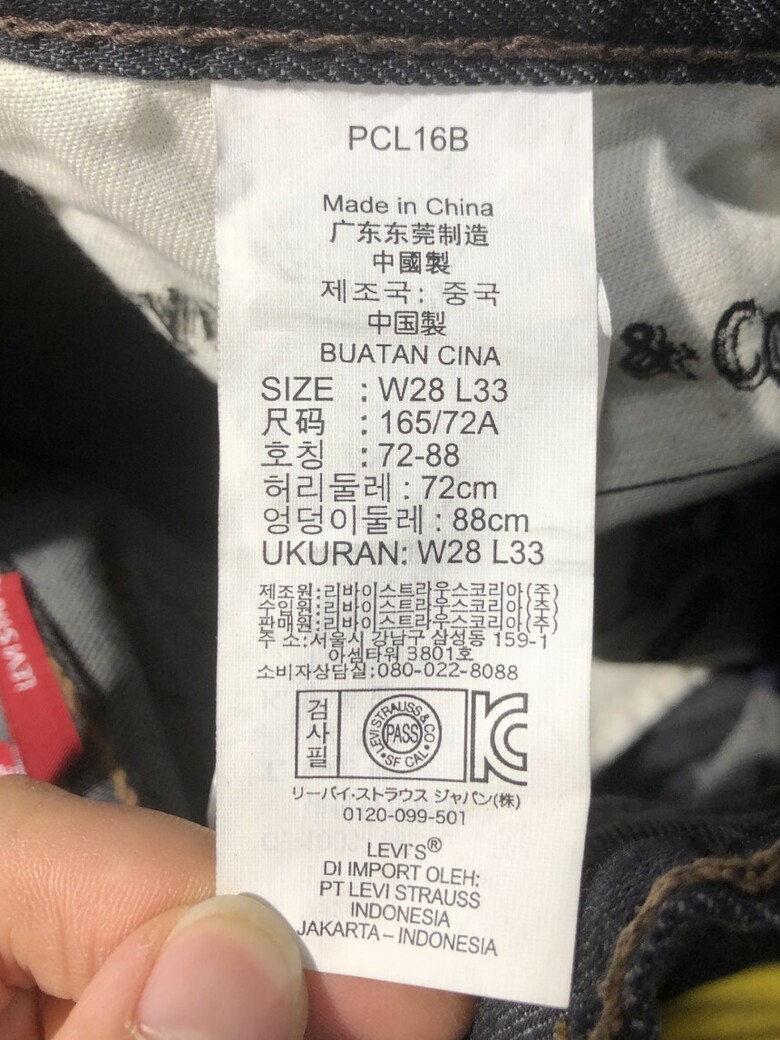 PCL16B
Made in China
广东东莞制造
中國製
제조국: 중국
中国製
BUATAN CINA
SIZE : W28 L33
尺码 : 165/72A
호칭 : 72-88
허리둘레 : 72cm
엉덩이둘레 : 88cm
UKURAN: W28 L33
제조원:리바이스트라우스코리아(주)
수입원:리바이스트라우스코리아(주)
판매원:리바이스트라우스코리아(주)
주 소:서울시 강남구 삼성동 159-1
아셈타워 3801호
소비자상담실:080-022-8088
검사필
LEVI STRAUSS & CO
PASS
SF CAL
KC
リーバイ·ストラウス ジャパン(株)
0120-099-501
LEVI'S®
DI IMPORT OLEH:
PT LEVI STRAUSS
INDONESIA
JAKARTA – INDONESIA
&